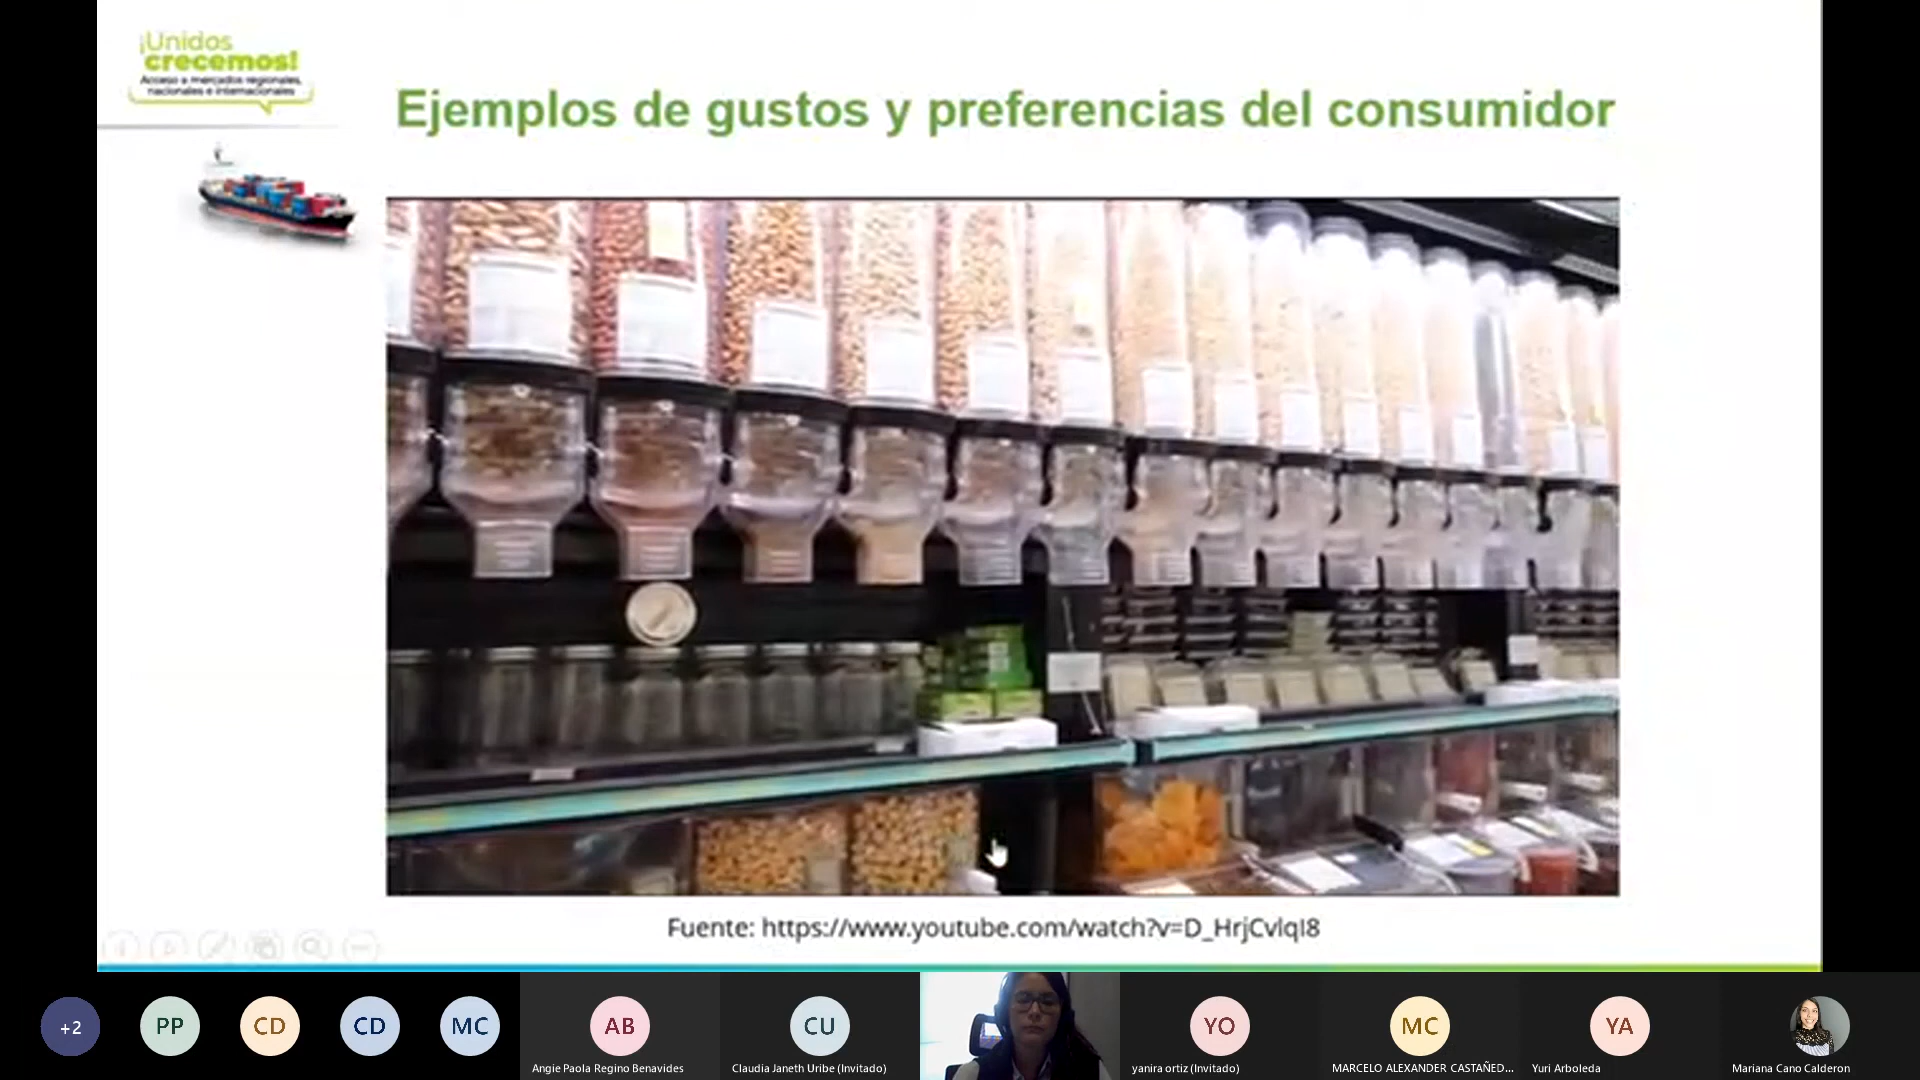 ¡Unidos
crecemos!
Acceso a mercados regionales,
nacionales e internacionales
Ejemplos de gustos y preferencias del consumidor
Fuente: https://www.youtube.com/watch?v=D_HrjCvlqI8
+2
PP
CD
CD
MC
AB
CU
YO
MC
YA
Angie Paola Regino Benavides
Claudia Janeth Uribe (Invitado)
yanira ortiz (Invitado)
MARCELO ALEXANDER CASTAÑED...
Yuri Arboleda
Mariana Cano Calderon